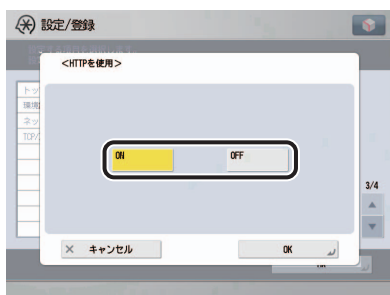 設定/登録
<HTTPを使用>
トッ
環境
ネッ
TCP/
ON
OFF
3/4
× キャンセル
OK